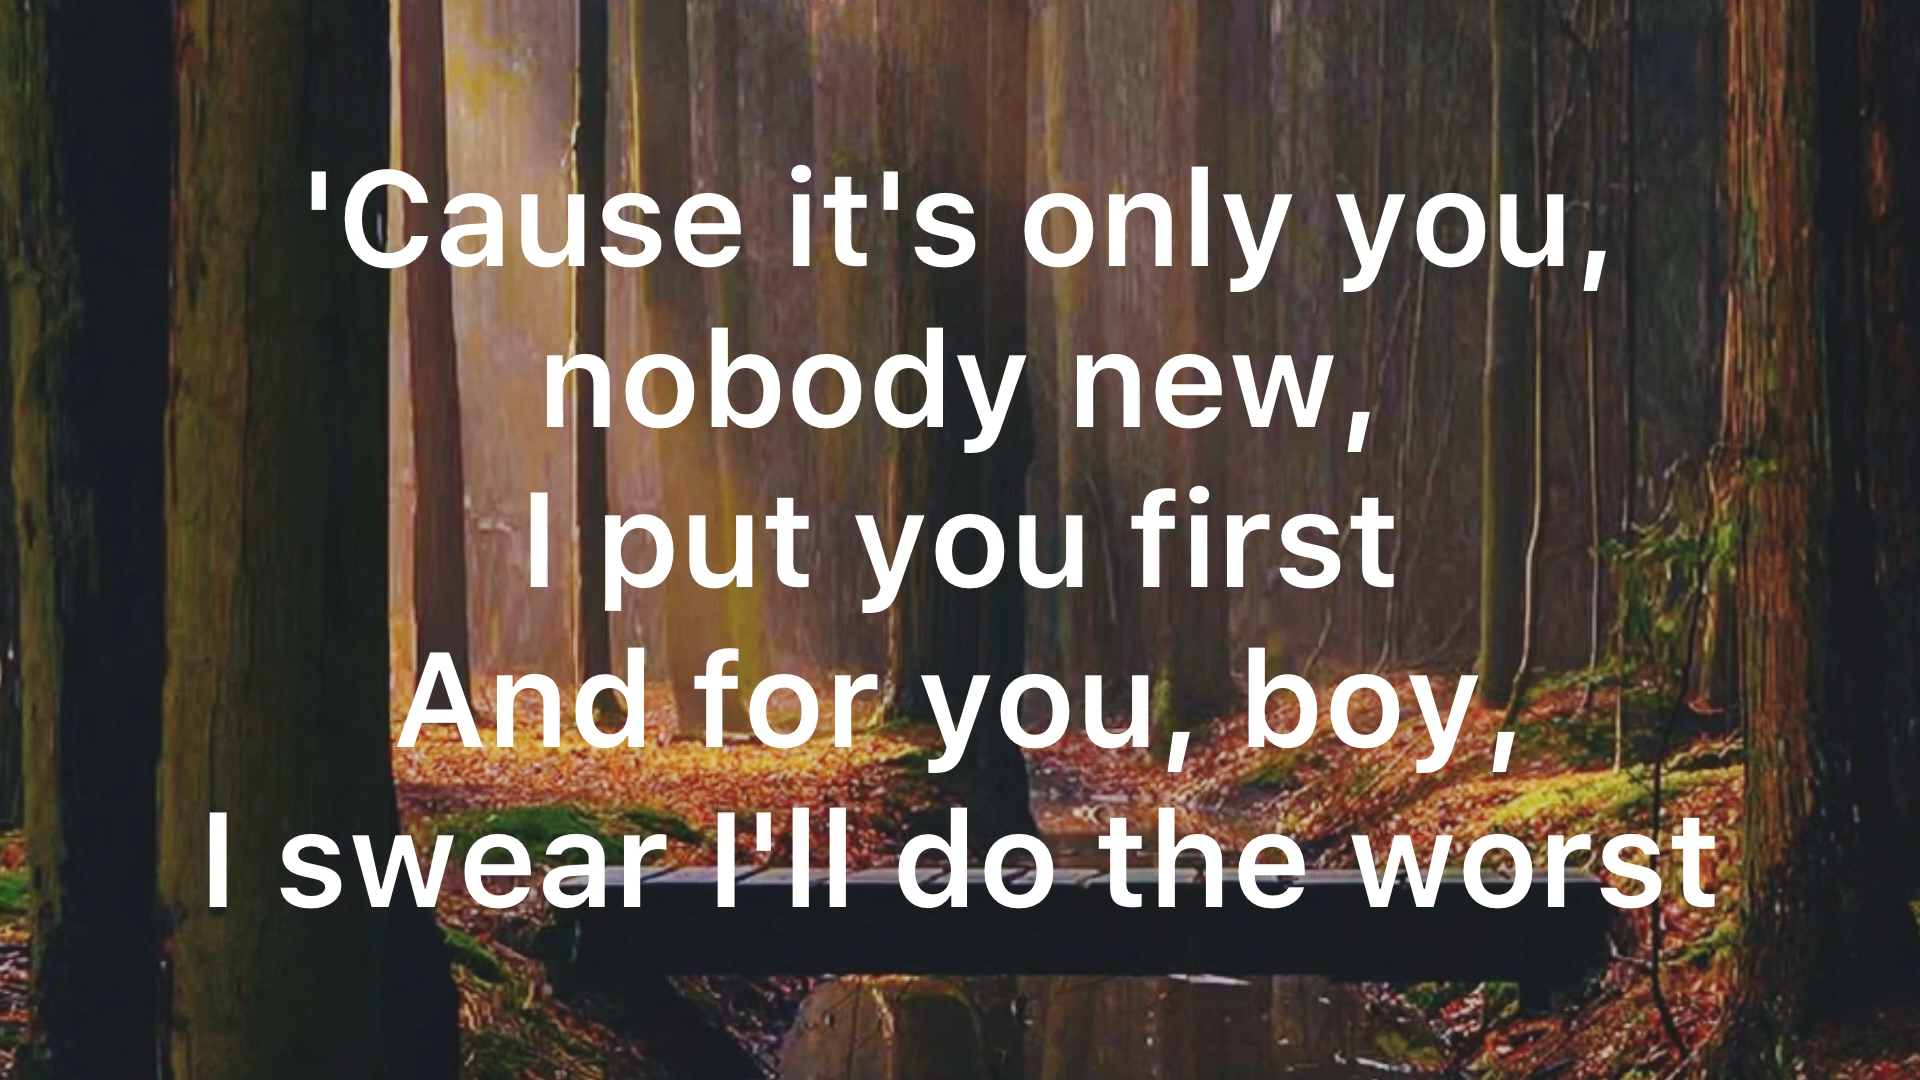 'Cause it's only you,
nobody new,
I put you first
And for you, boy,
I swear I'll do the worst